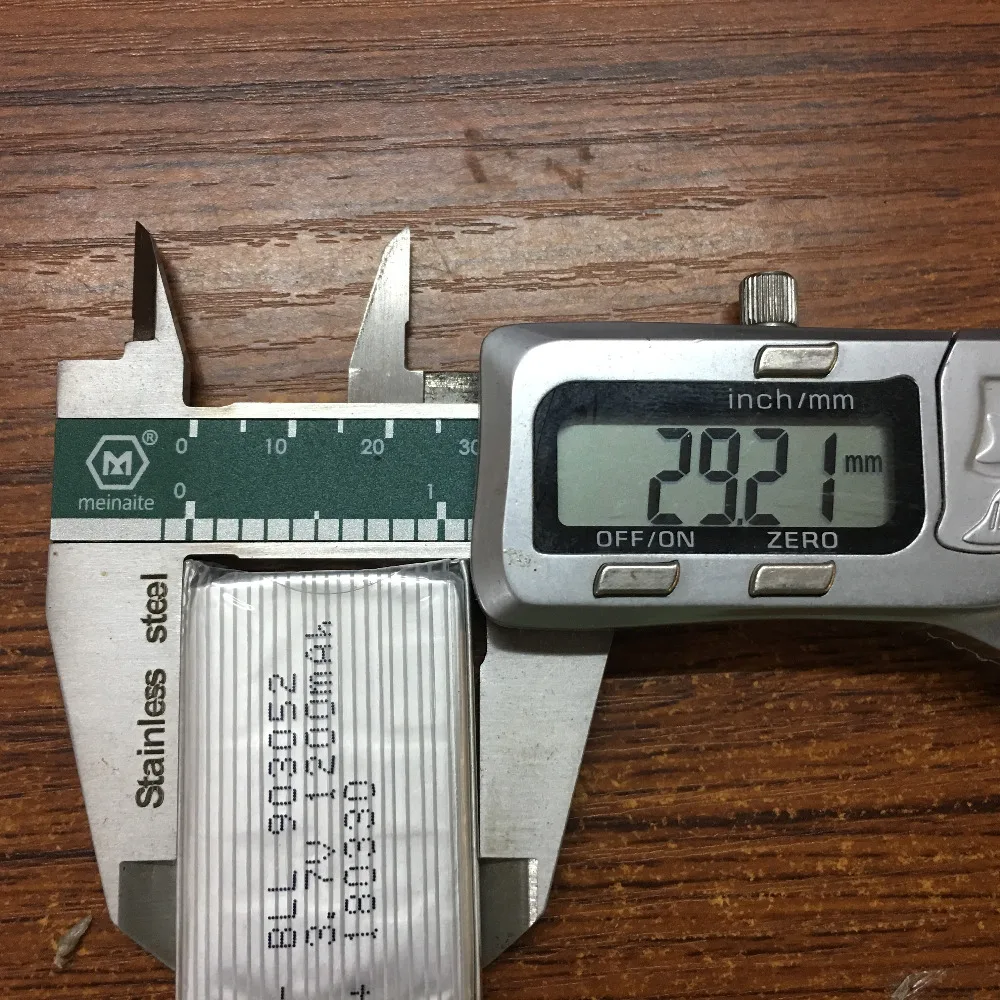 inch/mm
29.21 mm
OFF/ON ZERO
M ®
meinaite
0 10 20 30
0 1
Stainless steel
- BLL 903052
3.7V 1200mAh
+ 180330